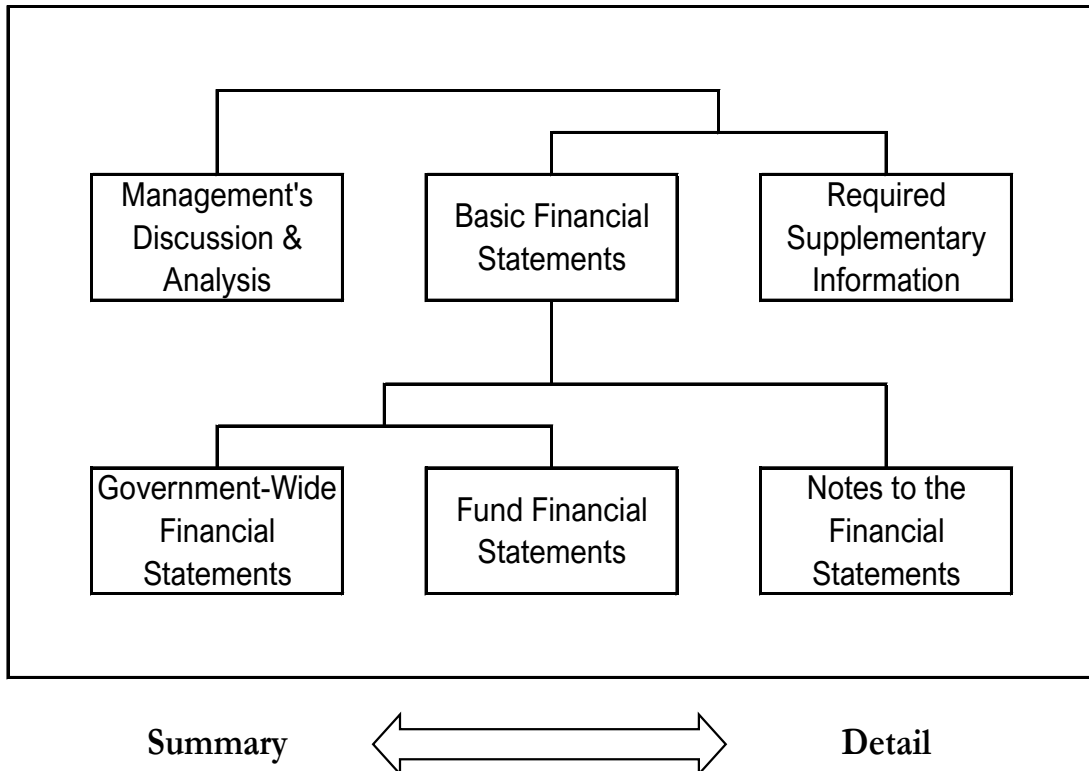 Management's
Discussion &
Analysis
Basic Financial
Statements
Required
Supplementary
Information
Government-Wide
Financial
Statements
Fund Financial
Statements
Notes to the
Financial
Statements
Summary
Detail